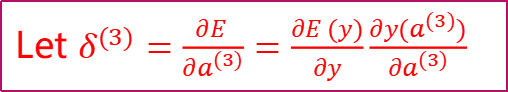 Let δ⁽³⁾ = ∂E/∂a⁽³⁾ = ∂E (y)/∂y ∂y(a⁽³⁾)/∂a⁽³⁾